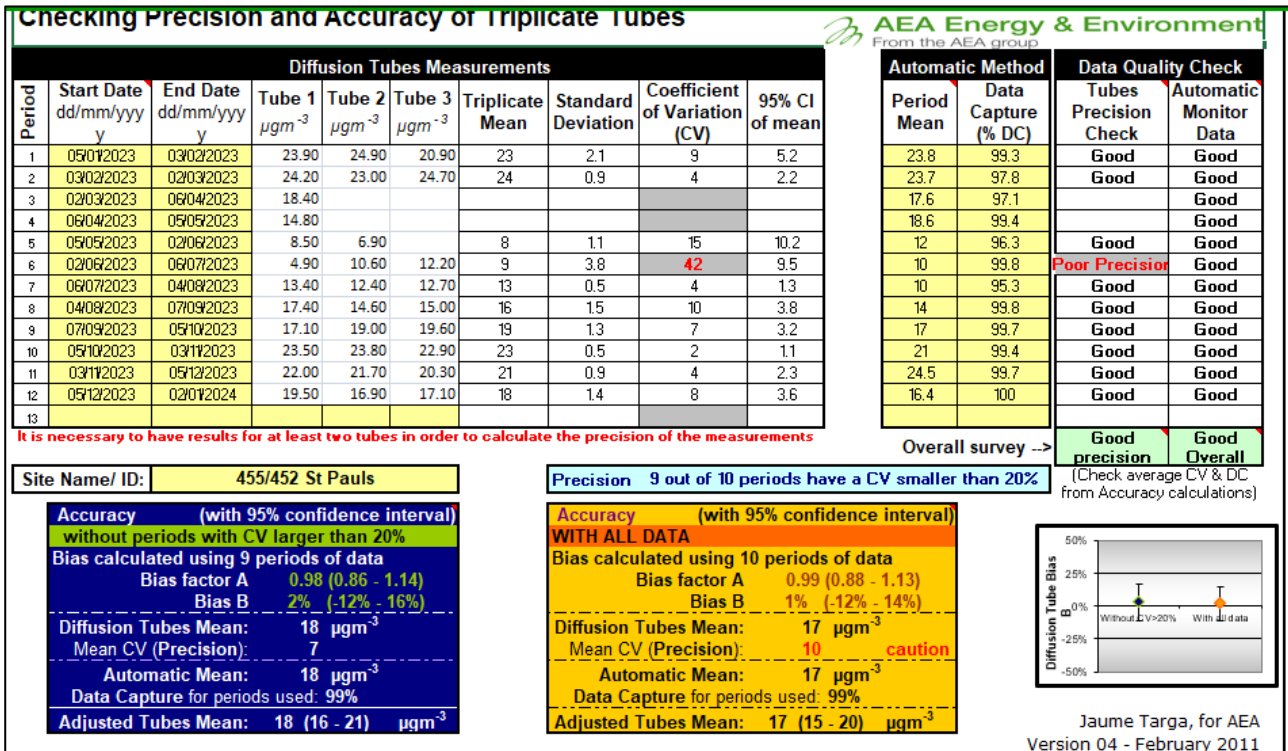 Checking Precision and Accuracy of Triplicate Tubes
AEA Energy & Environment
From the AEA group
Diffusion Tubes Measurements
Automatic Method
Data Quality Check
Period Start Date dd/mm/yyyy End Date dd/mm/yyyy Tube 1 µgm-3 Tube 2 µgm-3 Tube 3 µgm-3 Triplicate Mean Standard Deviation Coefficient of Variation (CV) 95% CI of mean Period Mean Data Capture (% DC) Tubes Precision Check Automatic Monitor Data
1 05/01/2023 03/02/2023 23.90 24.90 20.90 23 2.1 9 5.2 23.8 99.3 Good Good
2 03/02/2023 02/03/2023 24.20 23.00 24.70 24 0.9 4 2.2 23.7 97.8 Good Good
3 02/03/2023 06/04/2023 18.40 17.6 97.1 Good
4 06/04/2023 05/05/2023 14.80 18.6 99.4 Good
5 05/05/2023 02/06/2023 8.50 6.90 8 1.1 15 10.2 12 96.3 Good Good
6 02/06/2023 06/07/2023 4.90 10.60 12.20 9 3.8 42 9.5 10 99.8 Poor Precision Good
7 06/07/2023 04/08/2023 13.40 12.40 12.70 13 0.5 4 1.3 10 95.3 Good Good
8 04/08/2023 07/09/2023 17.40 14.60 15.00 16 1.5 10 3.8 14 99.8 Good Good
9 07/09/2023 05/10/2023 17.10 19.00 19.60 19 1.3 7 3.2 17 99.7 Good Good
10 05/10/2023 03/11/2023 23.50 23.80 22.90 23 0.5 2 1.1 21 99.4 Good Good
11 03/11/2023 05/12/2023 22.00 21.70 20.30 21 0.9 4 2.3 24.5 99.7 Good Good
12 05/12/2023 02/01/2024 19.50 16.90 17.10 18 1.4 8 3.6 16.4 100 Good Good
13
It is necessary to have results for at least two tubes in order to calculate the precision of the measurements
Overall survey --> Good precision Good Overall
Site Name/ ID: 455/452 St Pauls
Precision 9 out of 10 periods have a CV smaller than 20%
(Check average CV & DC
from Accuracy calculations)
Accuracy (with 95% confidence interval)
without periods with CV larger than 20%
Bias calculated using 9 periods of data
Bias factor A 0.98 (0.86 - 1.14)
Bias B 2% (-12% - 16%)
Diffusion Tubes Mean: 18 µgm-3
Mean CV (Precision): 7
Automatic Mean: 18 µgm-3
Data Capture for periods used: 99%
Adjusted Tubes Mean: 18 (16 - 21) µgm-3
Accuracy (with 95% confidence interval)
WITH ALL DATA
Bias calculated using 10 periods of data
Bias factor A 0.99 (0.88 - 1.13)
Bias B 1% (-12% - 14%)
Diffusion Tubes Mean: 17 µgm-3
Mean CV (Precision): 10 caution
Automatic Mean: 17 µgm-3
Data Capture for periods used: 99%
Adjusted Tubes Mean: 17 (15 - 20) µgm-3
Diffusion Tube Bias B
50%
25%
0%
-25%
-50%
Without CV>20% With all data
Jaume Targa, for AEA
Version 04 - February 2011